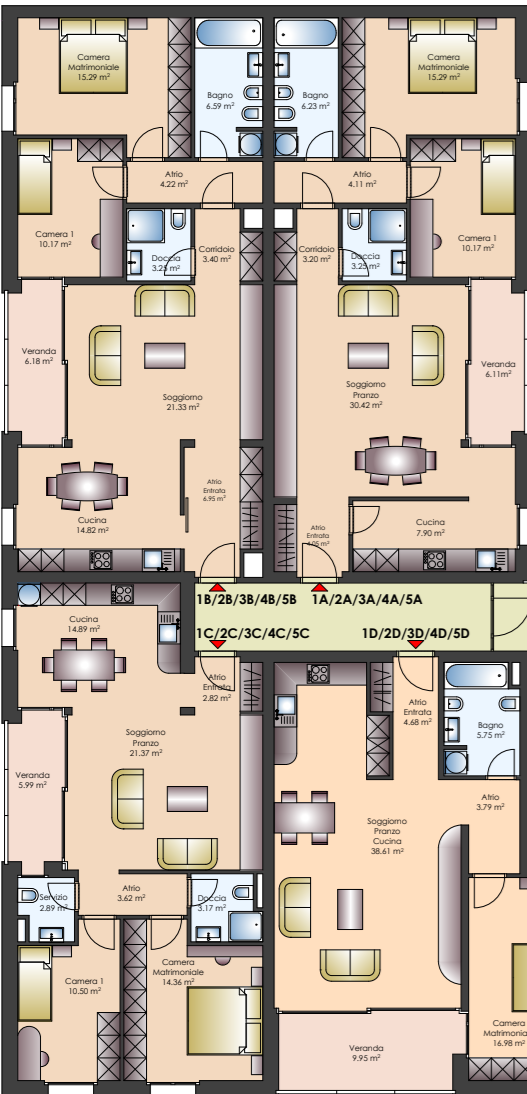 Camera
Matrimoniale
15.29 m²
Bagno
6.59 m²
Bagno
6.23 m²
Camera
Matrimoniale
15.29 m²
Atrio
4.22 m²
Atrio
4.11 m²
Camera 1
10.17 m²
Doccia
3.25 m²
Corridoio
3.40 m²
Corridoio
3.20 m²
Doccia
3.25 m²
Camera 1
10.17 m²
Veranda
6.18 m²
Soggiorno
21.33 m²
Soggiorno
Pranzo
30.42 m²
Veranda
6.11m²
Cucina
14.82 m²
Atrio
Entrata
6.95 m²
Atrio
Entrata
Cucina
7.90 m²
1B/2B/3B/4B/5B
1A/2A/3A/4A/5A
1C/2C/3C/4C/5C
1D/2D/3D/4D/5D
Cucina
14.89 m²
Atrio
Entrata
2.82 m²
Atrio
Entrata
4.68 m²
Bagno
5.75 m²
Soggiorno
Pranzo
21.37 m²
Veranda
5.99 m²
Atrio
3.79 m²
Soggiorno
Pranzo
Cucina
38.61 m²
Servizio
2.89 m²
Atrio
3.62 m²
Doccia
3.17 m²
Camera 1
10.50 m²
Camera
Matrimoniale
14.36 m²
Veranda
9.95 m²
Camera
Matrimonia
16.98 m²